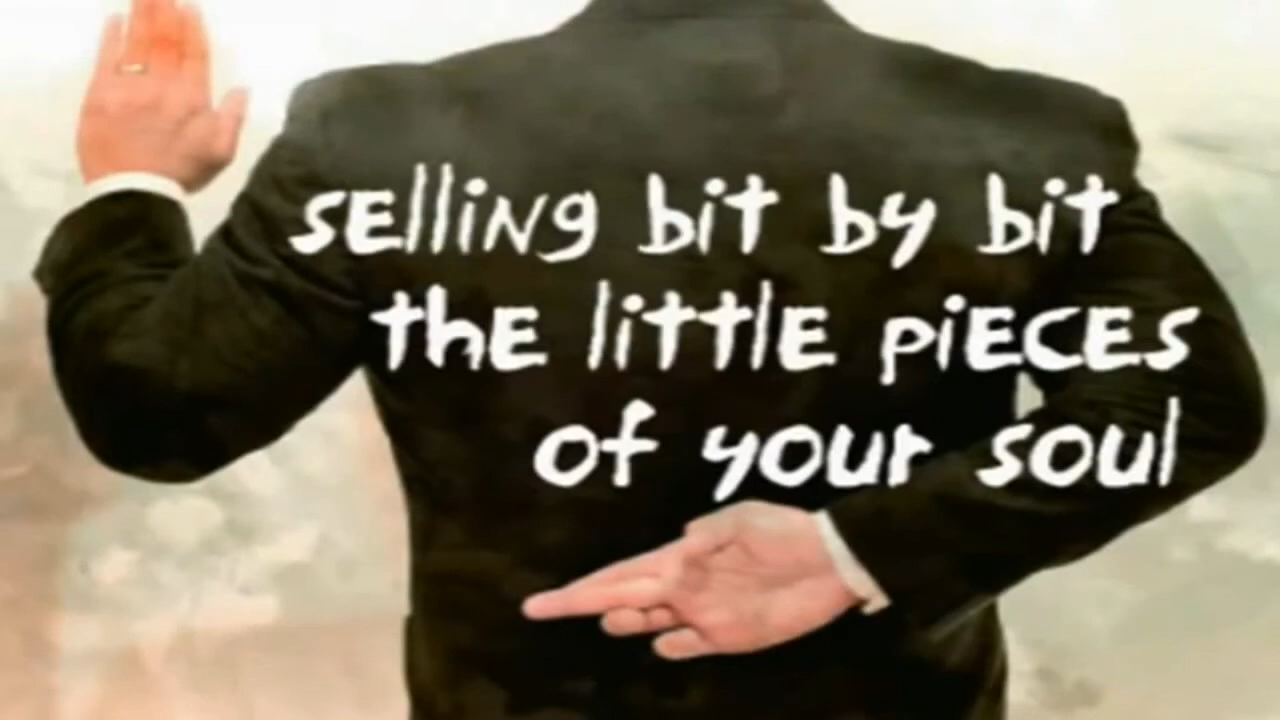 selling bit by bit
the little pieces
of your soul